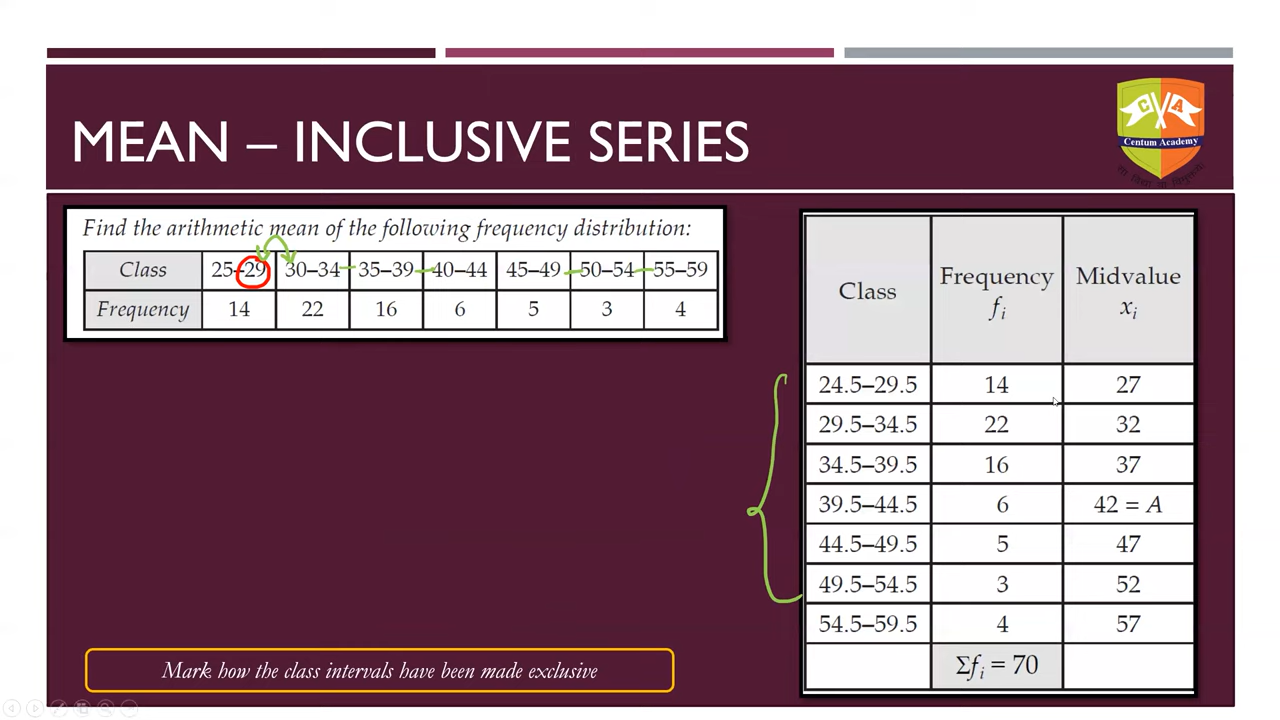 MEAN – INCLUSIVE SERIES
C A
Centum Academy
Find the arithmetic mean of the following frequency distribution:
Class 25–29 30–34 35–39 40–44 45–49 50–54 55–59
Frequency 14 22 16 6 5 3 4
Class Frequency fᵢ Midvalue xᵢ
24.5–29.5 14 27
29.5–34.5 22 32
34.5–39.5 16 37
39.5–44.5 6 42 = A
44.5–49.5 5 47
49.5–54.5 3 52
54.5–59.5 4 57
Σfᵢ = 70
Mark how the class intervals have been made exclusive